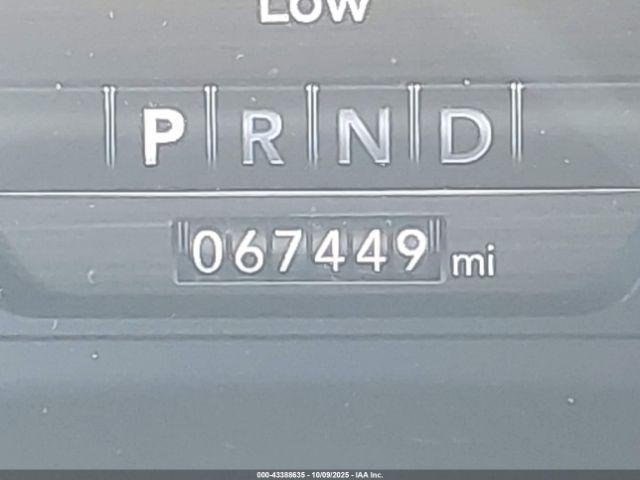 LOW
P R N D
067449 mi
000-43388635 - 10/09/2025 - IAA Inc.